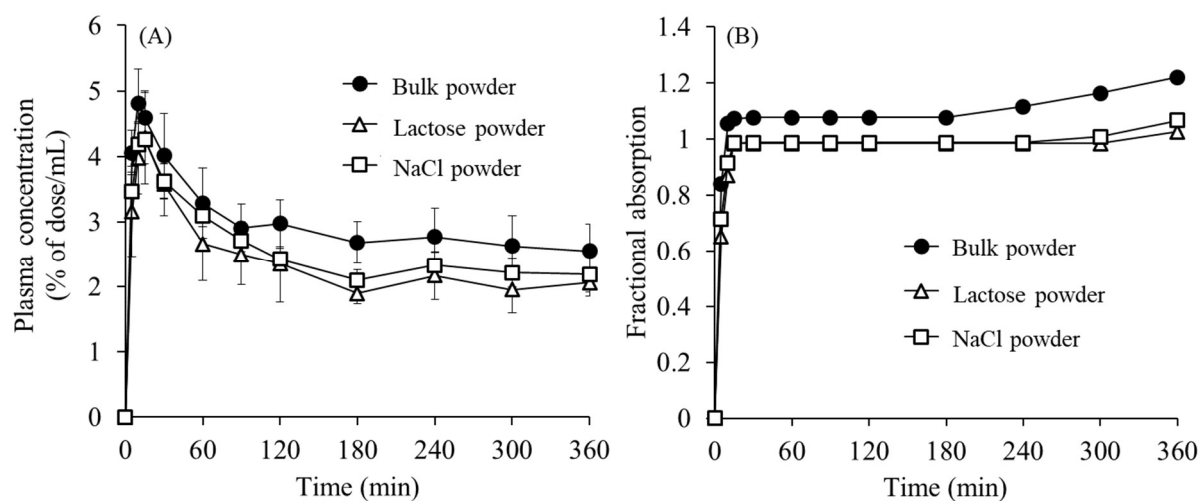 (A)
Plasma concentration
(% of dose/mL)
6
5
4
3
2
1
0
Bulk powder
Lactose powder
NaCl powder
0 60 120 180 240 300 360
Time (min)
(B)
Fractional absorption
1.4
1.2
1
0.8
0.6
0.4
0.2
0
Bulk powder
Lactose powder
NaCl powder
0 60 120 180 240 300 360
Time (min)